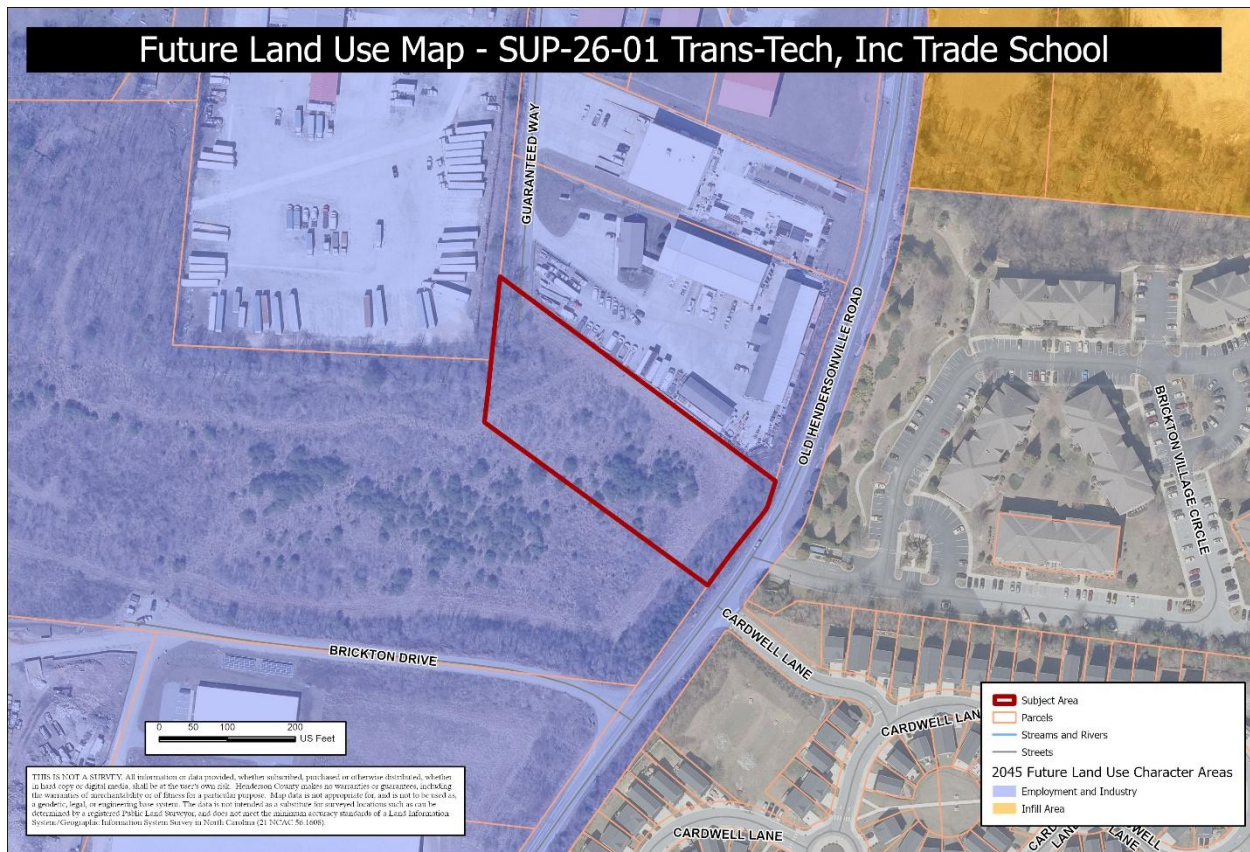 Future Land Use Map - SUP-26-01 Trans-Tech, Inc Trade School
GUARANTEED WAY
OLD HENDERSONVILLE ROAD
BRICKTON VILLAGE CIRCLE
BRICKTON DRIVE
CARDWELL LANE
CARDWELL LANE
CARDWELL LANE
CARDWELL
LANE
0 50 100 200
US Feet
THIS IS NOT A SURVEY. All information or data provided, whether subscribed, purchased or otherwise distributed, whether
in hard copy or digital media, shall be at the user's own risk. Henderson County makes no warranties or guarantees, including
the warranties of merchantability or of fitness for a particular purpose. Map data is not appropriate for, and is not to be used as,
a geodetic, legal, or engineering base system. The data is not intended as a substitute for surveyed locations such as can be
determined by a registered Public Land Surveyor, and does not meet the minimum accuracy standards of a Land Information
System/Geographic Information System Survey in North Carolina (21 NCAC 56.1608).
Subject Area
Parcels
Streams and Rivers
Streets
2045 Future Land Use Character Areas
Employment and Industry
Infill Area